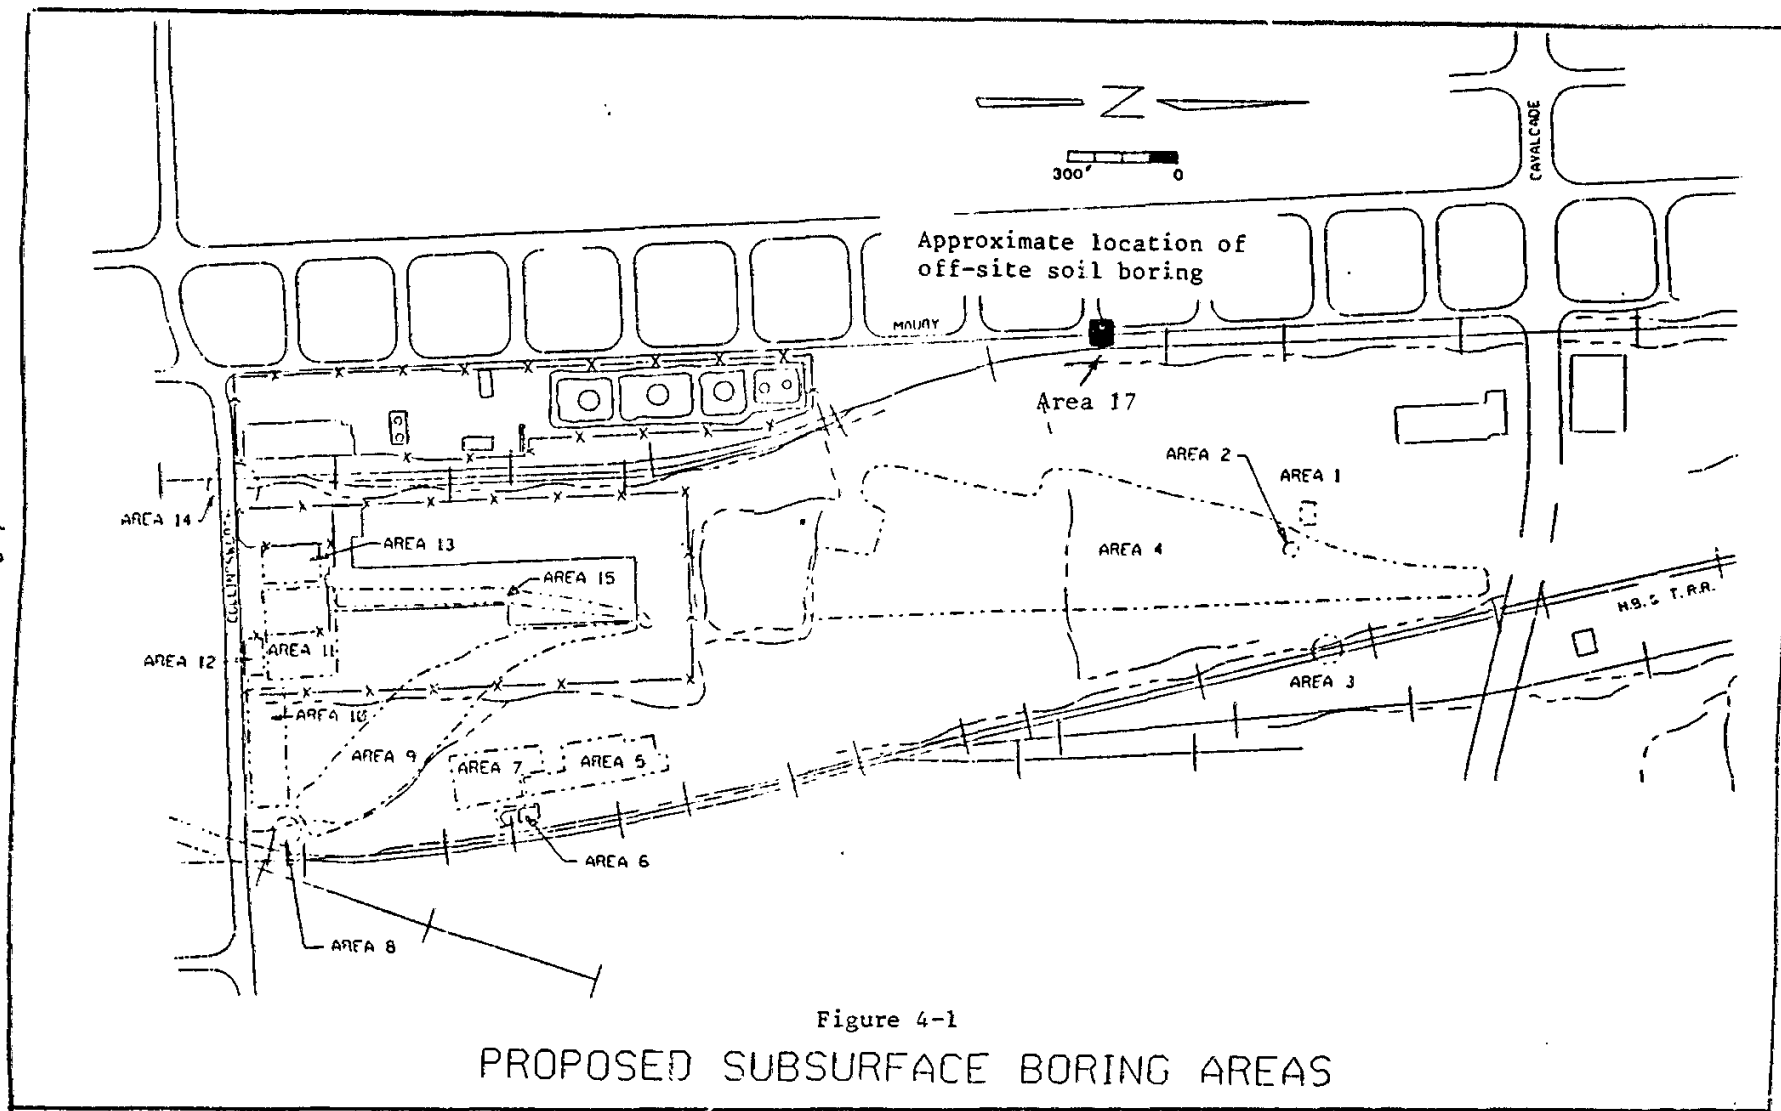 Z
CAVALCADE
300' 0
Approximate location of
off-site soil boring
MAURY
Area 17
AREA 2
AREA 1
AREA 14
AREA 13
AREA 4
AREA 15
H.B.& T.R.R.
AREA 11
AREA 12
AREA 3
AREA 10
AREA 9
AREA 7
AREA 5
AREA 6
AREA 8
Figure 4-1
PROPOSED SUBSURFACE BORING AREAS